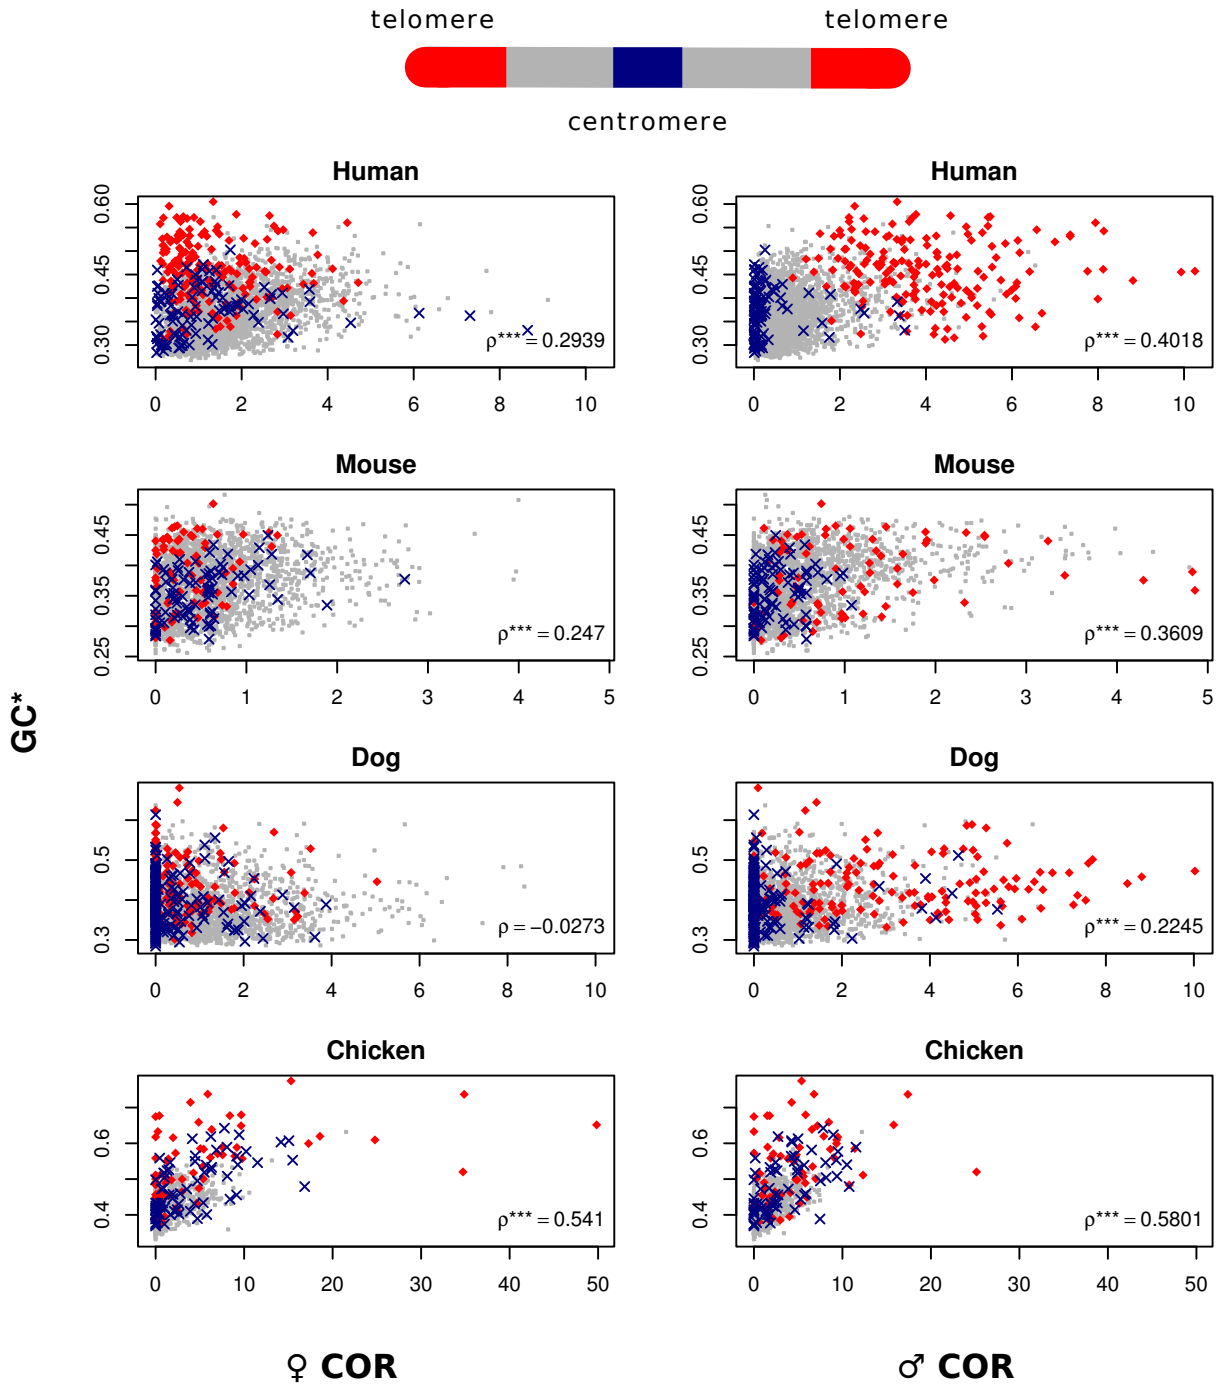 telomere telomere
centromere
Human Human
0.60
0.45
0.30
ρ*** = 0.2939
0 2 4 6 8 10
ρ*** = 0.4018
0 2 4 6 8 10
Mouse Mouse
0.45
0.35
0.25
ρ*** = 0.247
0 1 2 3 4 5
0.45
0.35
0.25
ρ*** = 0.3609
0 1 2 3 4 5
GC*
Dog Dog
0.5
0.3
ρ = −0.0273
0 2 4 6 8 10
0.5
0.3
ρ*** = 0.2245
0 2 4 6 8 10
Chicken Chicken
0.6
0.4
ρ*** = 0.541
0 10 20 30 40 50
0.6
0.4
ρ*** = 0.5801
0 10 20 30 40 50
♀ COR ♂ COR
0.60
0.45
0.30